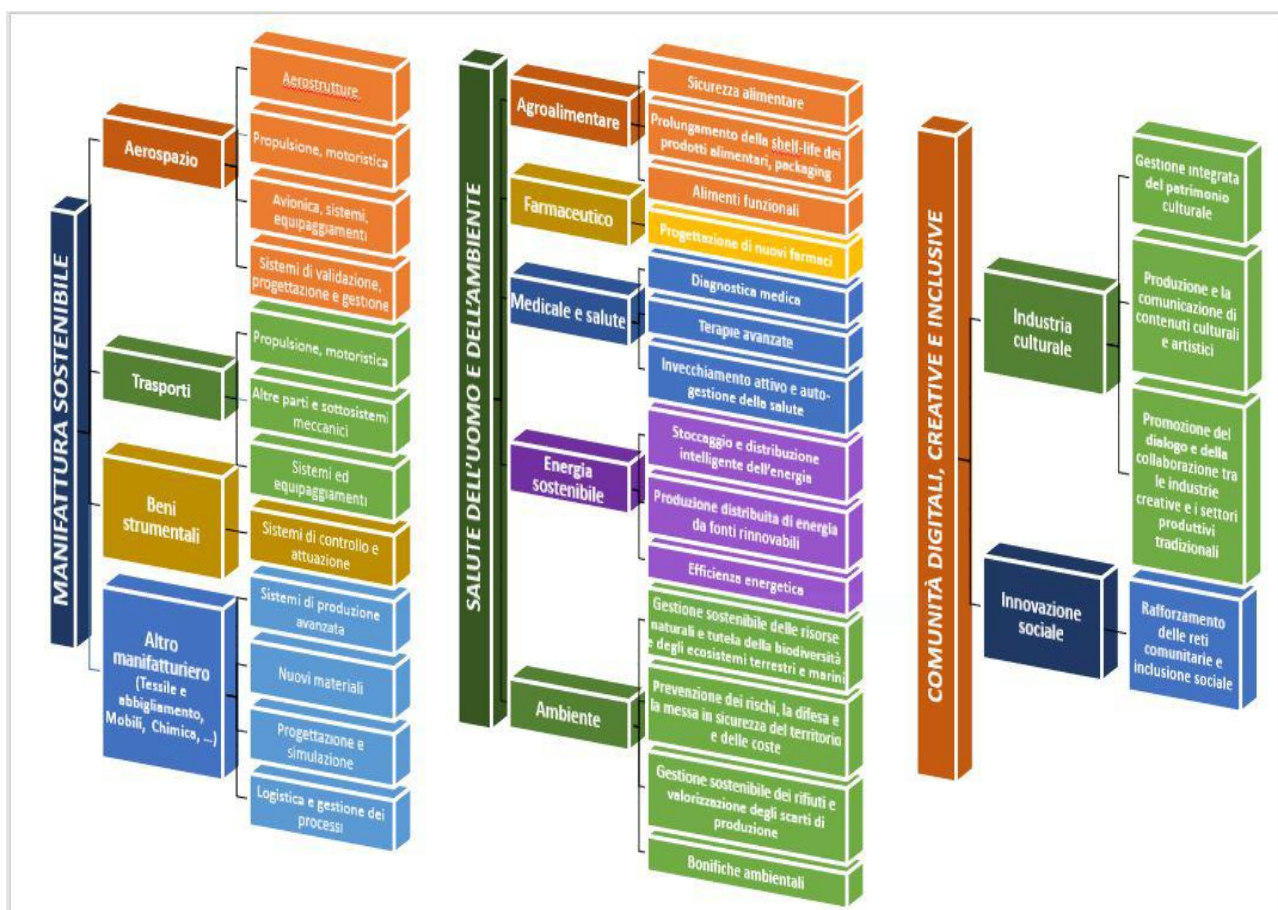 MANIFATTURA SOSTENIBILE
Aerospazio
Aerostrutture
Propulsione, motoristica
Avionica, sistemi,
equipaggiamenti
Sistemi di validazione,
progettazione e gestione
Trasporti
Propulsione, motoristica
Altre parti e sottosistemi
meccanici
Sistemi ed
equipaggiamenti
Beni
strumentali
Sistemi di controllo e
attuazione
Altro
manifatturiero
(Tessile e
abbigliamento,
Mobili, Chimica, ...)
Sistemi di produzione
avanzata
Nuovi materiali
Progettazione e
simulazione
Logistica e gestione dei
processi
SALUTE DELL'UOMO E DELL'AMBIENTE
Agroalimentare
Sicurezza alimentare
Prolungamento della shelf-life dei
prodotti alimentari, packaging
Alimenti funzionali
Farmaceutico
Progettazione di nuovi farmaci
Medicale e salute
Diagnostica medica
Terapie avanzate
Invecchiamento attivo e auto-
gestione della salute
Energia
sostenibile
Stoccaggio e distribuzione
intelligente dell'energia
Produzione distribuita di energia
da fonti rinnovabili
Efficienza energetica
Ambiente
Gestione sostenibile delle risorse
naturali e tutela della biodiversità
e degli ecosistemi terrestri e marini
Prevenzione dei rischi, la difesa e
la messa in sicurezza del territorio
e delle coste
Gestione sostenibile dei rifiuti e
valorizzazione degli scarti di
produzione
Bonifiche ambientali
COMUNITÀ DIGITALI, CREATIVE E INCLUSIVE
Industria
culturale
Gestione integrata
del patrimonio
culturale
Produzione e la
comunicazione di
contenuti culturali
e artistici
Promozione del
dialogo e della
collaborazione tra
le industrie
creative e i settori
produttivi
tradizionali
Innovazione
sociale
Rafforzamento
delle reti
comunitarie e
inclusione sociale